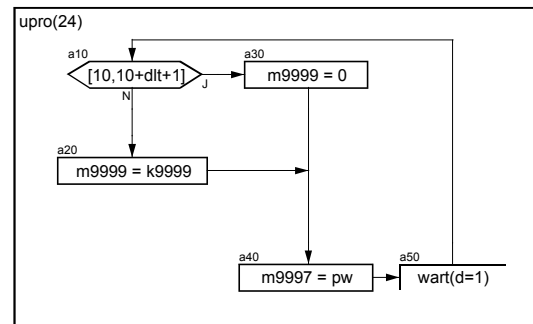 upro(24)
a10
[10,10+dlt+1]
J
N
a30
m9999 = 0
a20
m9999 = k9999
a40
m9997 = pw
a50
wart(d=1)